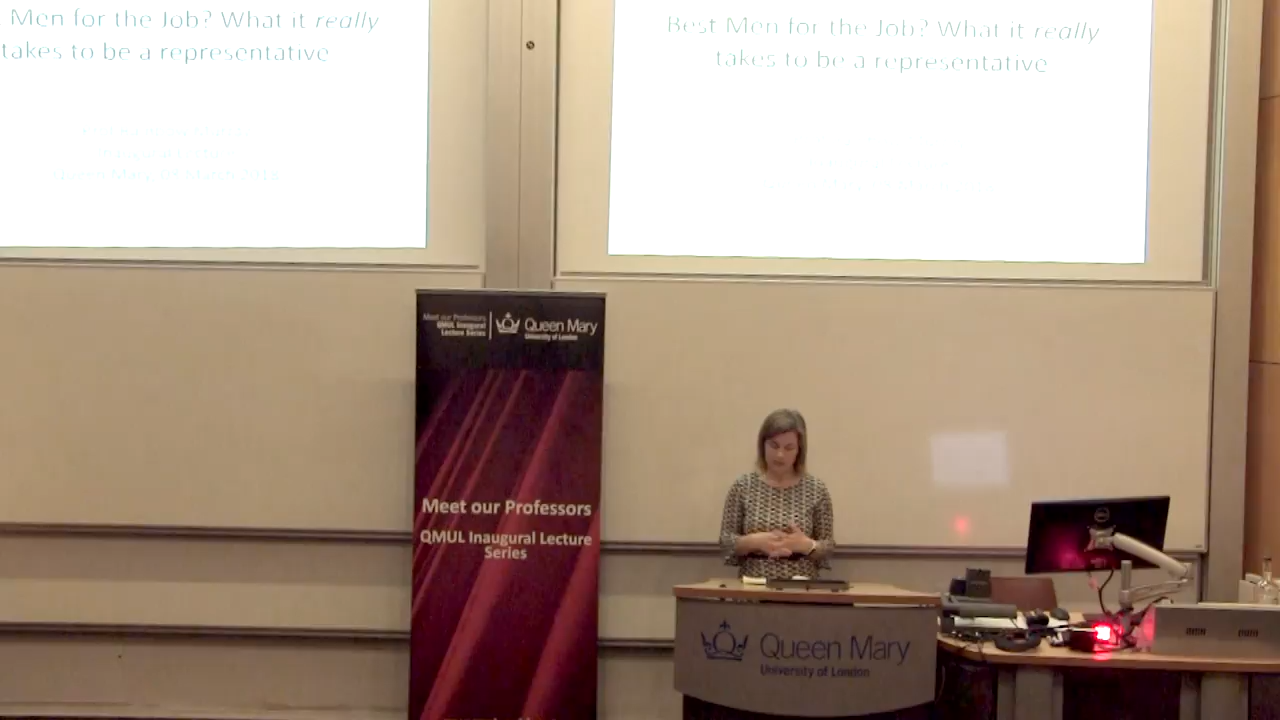 Men for the Job? What it really
takes to be a representative
Best Men for the Job? What it really
takes to be a representative
Meet our Professors
QMUL Inaugural
Lecture Series
Queen Mary
University of London
Meet our Professors
QMUL Inaugural Lecture
Series
Queen Mary
University of London
DELL